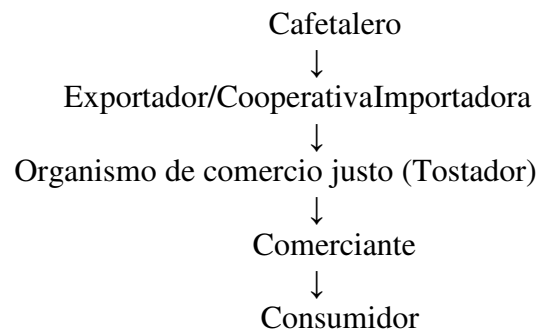 Cafetalero
↓
Exportador/CooperativaImportadora
↓
Organismo de comercio justo (Tostador)
↓
Comerciante
↓
Consumidor